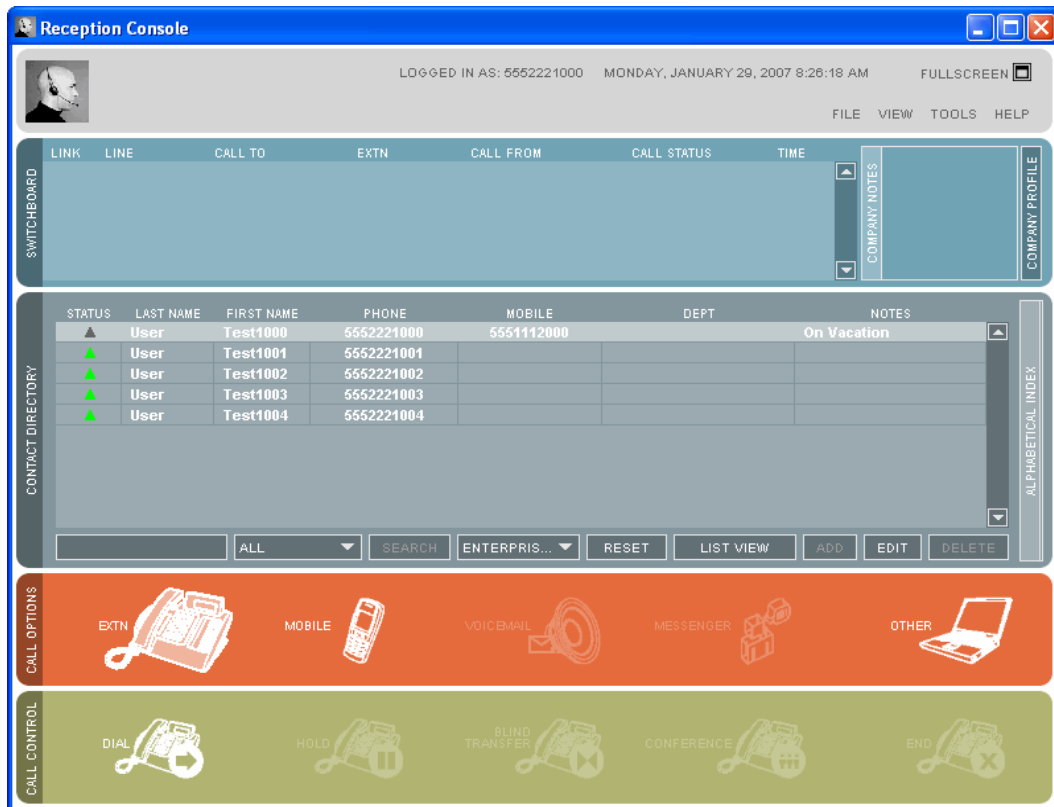 Reception Console
LOGGED IN AS: 5552221000 MONDAY, JANUARY 29, 2007 8:26:18 AM FULLSCREEN
FILE VIEW TOOLS HELP
SWITCHBOARD
LINK LINE CALL TO EXTN CALL FROM CALL STATUS TIME
COMPANY NOTES
COMPANY PROFILE
CONTACT DIRECTORY
STATUS LAST NAME FIRST NAME PHONE MOBILE DEPT NOTES
User Test1000 5552221000 5551112000 On Vacation
User Test1001 5552221001
User Test1002 5552221002
User Test1003 5552221003
User Test1004 5552221004
ALPHABETICAL INDEX
ALL SEARCH ENTERPRIS... RESET LIST VIEW ADD EDIT DELETE
CALL OPTIONS
EXTN MOBILE VOICEMAIL MESSENGER OTHER
CALL CONTROL
DIAL HOLD BLIND TRANSFER CONFERENCE END